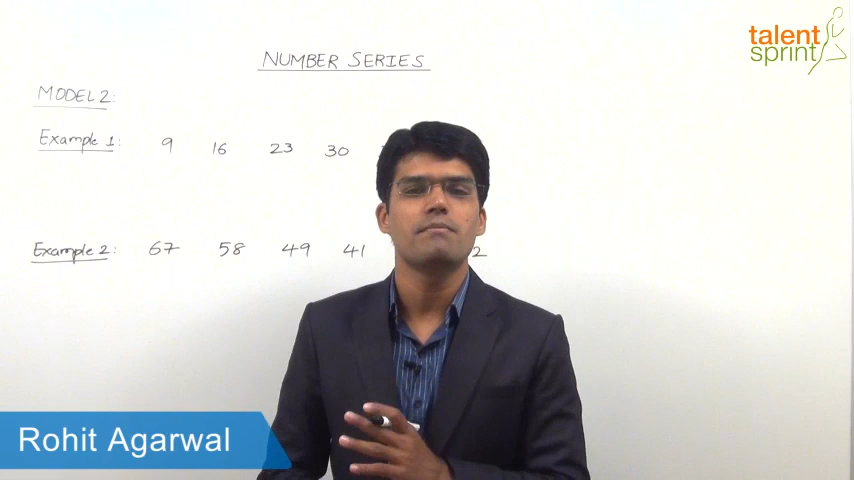 talent
sprint
NUMBER SERIES
MODEL 2:
Example 1: 9 16 23 30
Example 2: 67 58 49 41 2
Rohit Agarwal